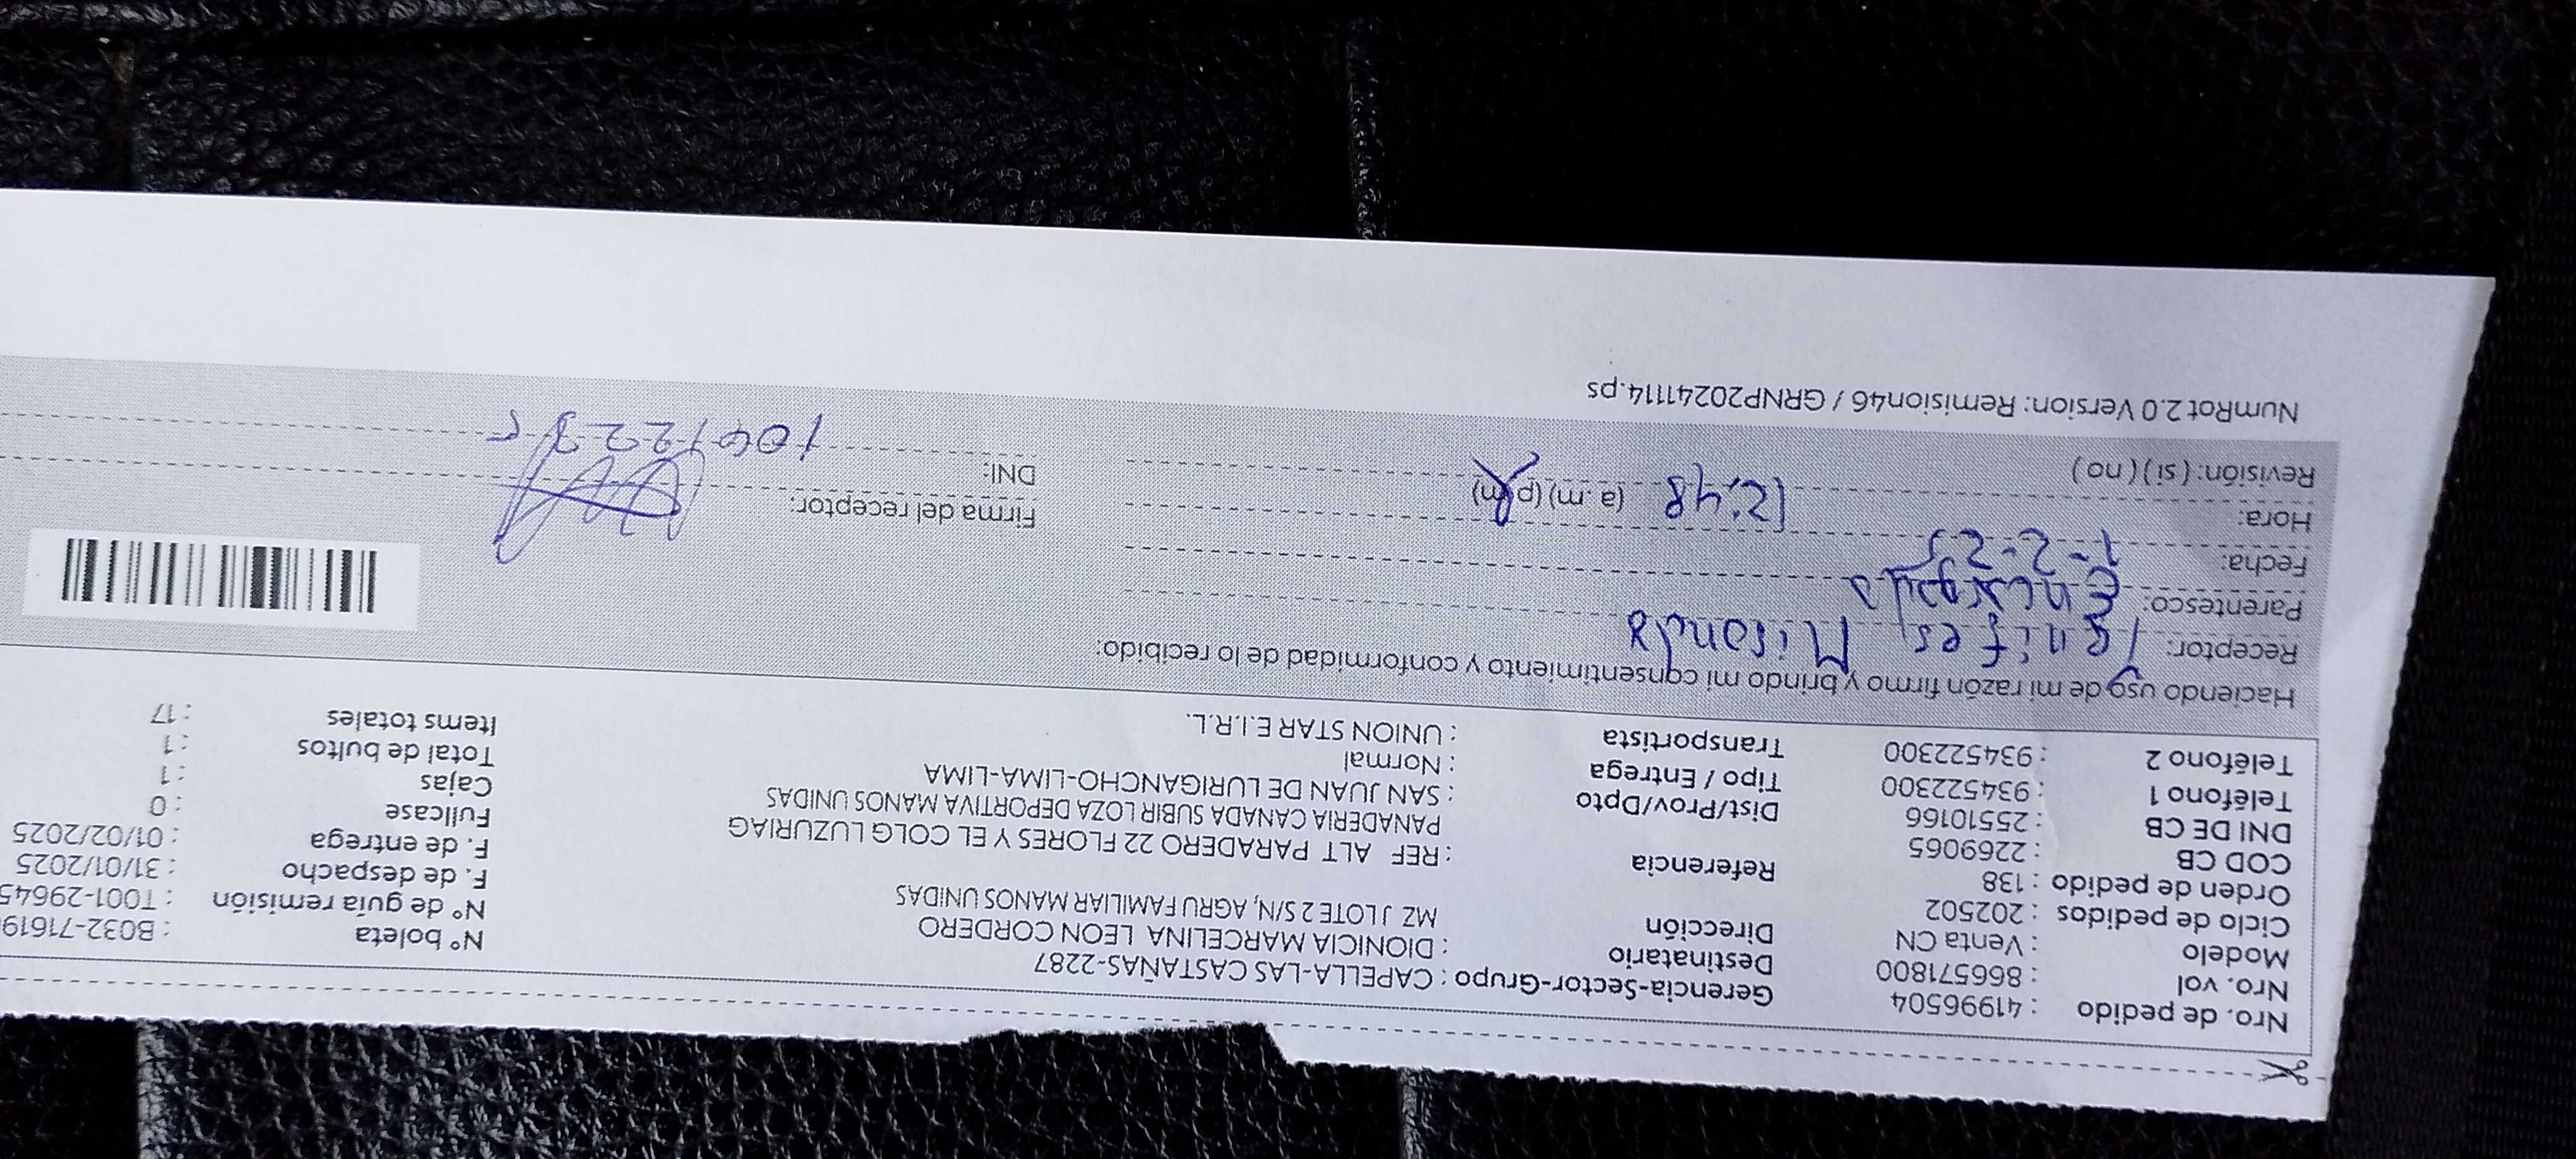 Nro. de pedido : 41996504
Nro. vol : 866571800
Modelo : Venta CN
Ciclo de pedidos : 202502
Orden de pedido : 138
COD CB : 2269065
DNI DE CB : 25510166
Teléfono 1 : 934522300
Teléfono 2 : 934522300
Gerencia-Sector-Grupo : CAPELLA-LAS CASTAÑAS-2287
Destinatario : DIONICIA MARCELINA LEON CORDERO
Dirección
MZ J LOTE 2 S/N, AGRU FAMILIAR MANOS UNIDAS
Referencia : REF ALT PARADERO 22 FLORES Y EL COLG LUZURIAG
PANADERIA CANADA SUBIR LOZA DEPORTIVA MANOS UNIDAS
Dist/Prov/Dpto : SAN JUAN DE LURIGANCHO-LIMA-LIMA
Tipo / Entrega : Normal
Transportista : UNION STAR E.I.R.L.
Nº boleta : B032-7161
Nº de guía remisión : T001-2964
F. de despacho : 31/01/2025
F. de entrega : 01/02/2025
Fullcase : 0
Cajas : 1
Total de bultos : 1
Items totales : 17
Haciendo uso de mi razón firmo y brindo mi consentimiento y conformidad de lo recibido:
Receptor: Jenifer Miranda
Parentesco: Encargada
Fecha: 1-2-25
Hora: 12:48 (a.m) (p.m)
Revisión: ( si ) ( no )
Firma del receptor:
DNI:
NumRot 2.0 Version: Remision46 / GRNP20241114.ps